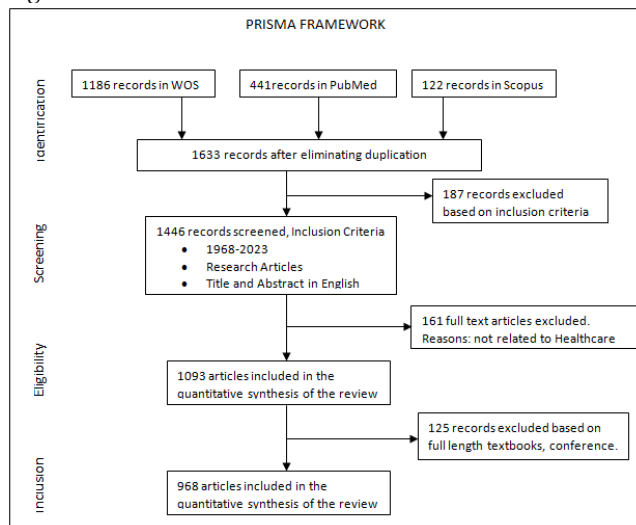 PRISMA FRAMEWORK
Identification
1186 records in WOS
441records in PubMed
122 records in Scopus
1633 records after eliminating duplication
187 records excluded
based on inclusion criteria
Screening
1446 records screened, Inclusion Criteria
• 1968-2023
• Research Articles
• Title and Abstract in English
161 full text articles excluded.
Reasons: not related to Healthcare
Eligibility
1093 articles included in the
quantitative synthesis of the review
125 records excluded based on
full length textbooks, conference.
Inclusion
968 articles included in the
quantitative synthesis of the review